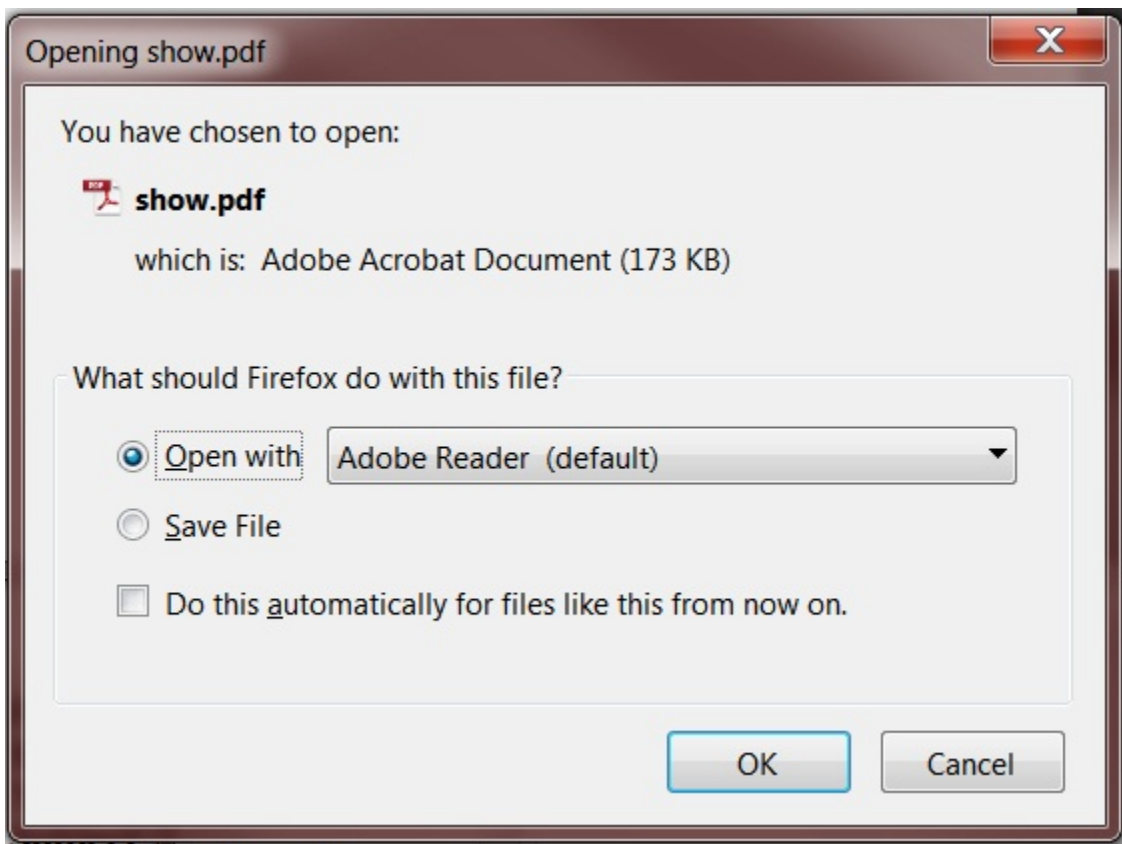 Opening show.pdf
You have chosen to open:
show.pdf
which is: Adobe Acrobat Document (173 KB)
What should Firefox do with this file?
Open with Adobe Reader (default)
Save File
Do this automatically for files like this from now on.
OK Cancel